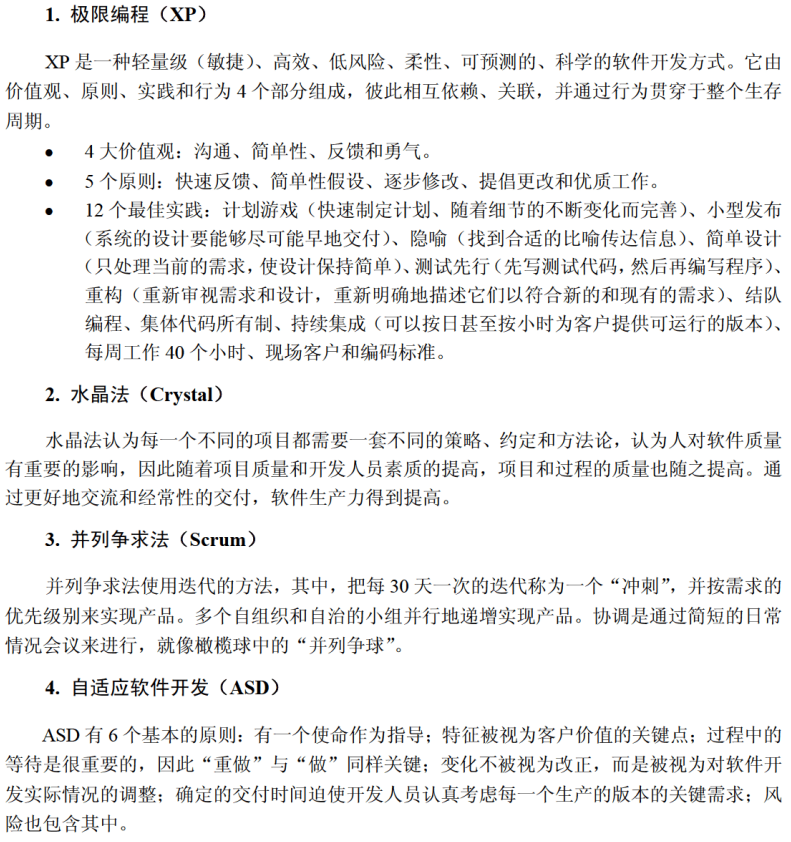 1. 极限编程（XP）
XP 是一种轻量级（敏捷）、高效、低风险、柔性、可预测的、科学的软件开发方式。它由
价值观、原则、实践和行为 4 个部分组成，彼此相互依赖、关联，并通过行为贯穿于整个生存
周期。
● 4 大价值观：沟通、简单性、反馈和勇气。
● 5 个原则：快速反馈、简单性假设、逐步修改、提倡更改和优质工作。
● 12 个最佳实践：计划游戏（快速制定计划、随着细节的不断变化而完善）、小型发布
（系统的设计要能够尽可能早地交付）、隐喻（找到合适的比喻传达信息）、简单设计
（只处理当前的需求，使设计保持简单）、测试先行（先写测试代码，然后再编写程序）、
重构（重新审视需求和设计，重新明确地描述它们以符合新的和现有的需求）、结队
编程、集体代码所有制、持续集成（可以按日甚至按小时为客户提供可运行的版本）、
每周工作 40 个小时、现场客户和编码标准。
2. 水晶法（Crystal）
水晶法认为每一个不同的项目都需要一套不同的策略、约定和方法论，认为人对软件质量
有重要的影响，因此随着项目质量和开发人员素质的提高，项目和过程的质量也随之提高。通
过更好地交流和经常性的交付，软件生产力得到提高。
3. 并列争求法（Scrum）
并列争求法使用迭代的方法，其中，把每 30 天一次的迭代称为一个“冲刺”，并按需求的
优先级别来实现产品。多个自组织和自治的小组并行地递增实现产品。协调是通过简短的日常
情况会议来进行，就像橄榄球中的“并列争球”。
4. 自适应软件开发（ASD）
ASD 有 6 个基本的原则：有一个使命作为指导；特征被视为客户价值的关键点；过程中的
等待是很重要的，因此“重做”与“做”同样关键；变化不被视为改正，而是被视为对软件开
发实际情况的调整；确定的交付时间迫使开发人员认真考虑每一个生产的版本的关键需求；风
险也包含其中。